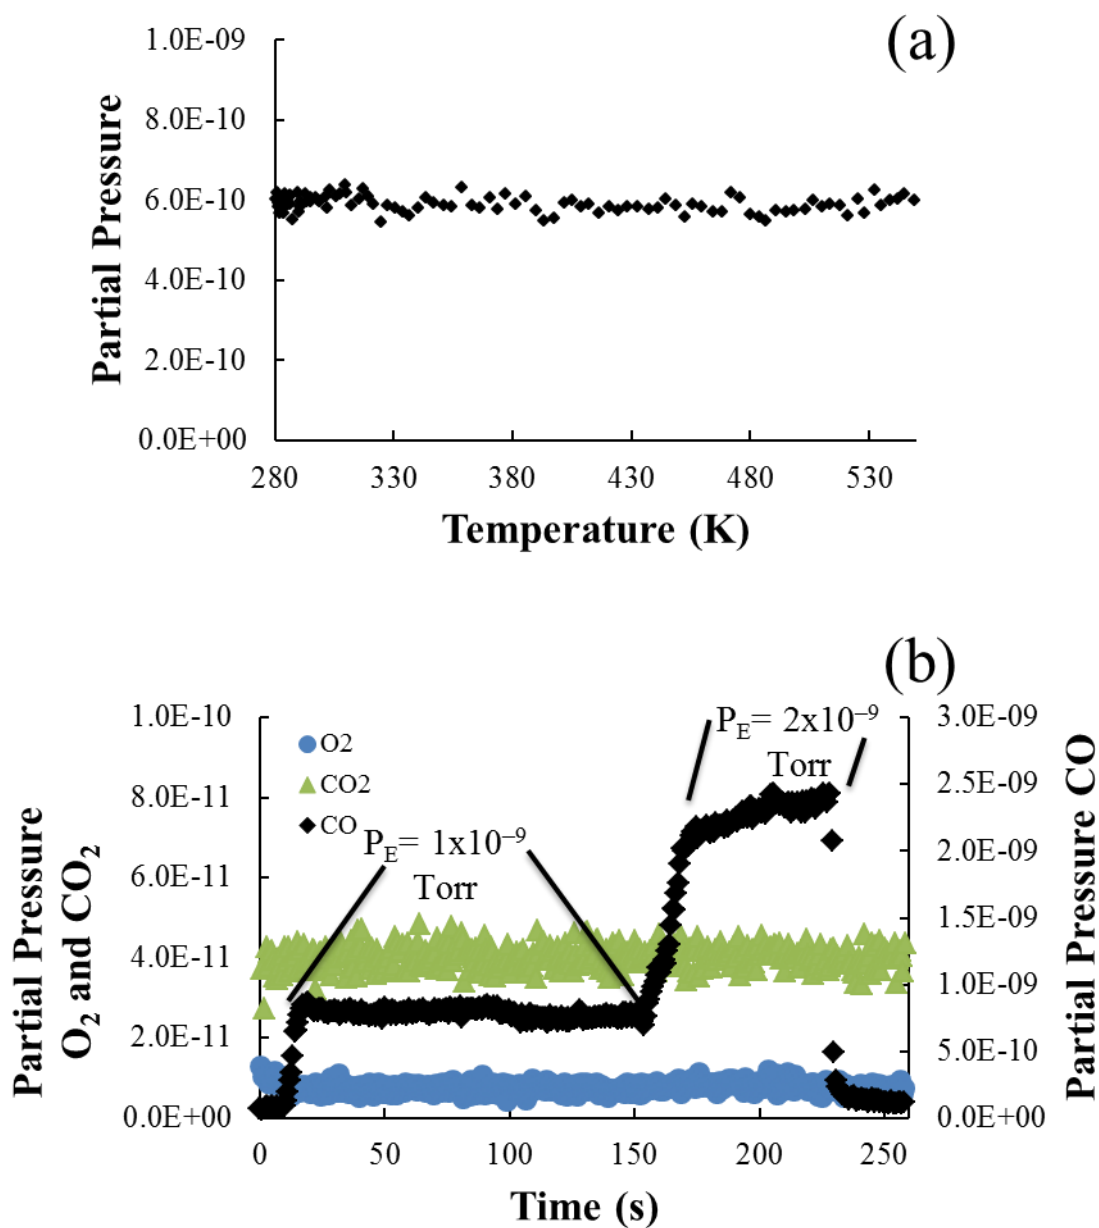 (a)
1.0E-09
8.0E-10
6.0E-10
4.0E-10
2.0E-10
0.0E+00
Partial Pressure
280 330 380 430 480 530
Temperature (K)
(b)
1.0E-10
8.0E-11
6.0E-11
4.0E-11
2.0E-11
0.0E+00
Partial Pressure
O₂ and CO₂
O2
CO2
CO
P_E= 1x10⁻⁹
Torr
P_E= 2x10⁻⁹
Torr
3.0E-09
2.5E-09
2.0E-09
1.5E-09
1.0E-09
5.0E-10
0.0E+00
Partial Pressure CO
0 50 100 150 200 250
Time (s)